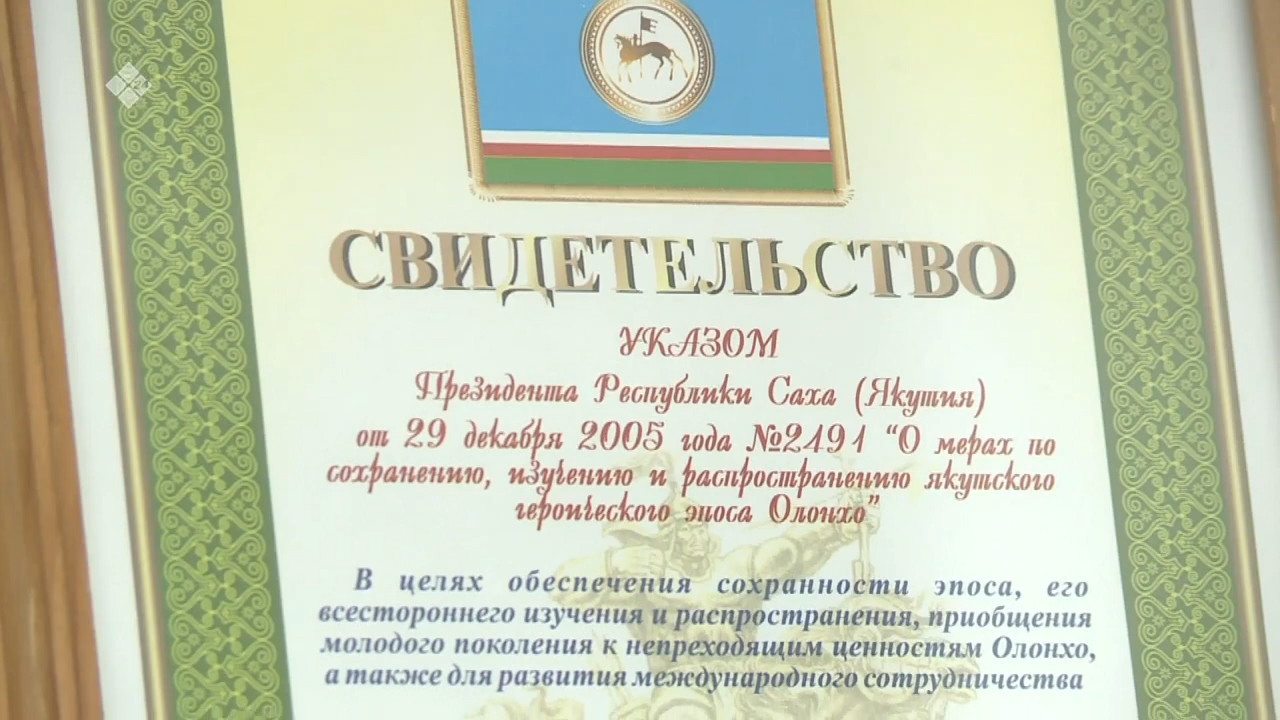 СВИДЕТЕЛЬСТВО
УКАЗОМ
Президента Республики Саха (Якутия)
от 29 декабря 2005 года №2491 “О мерах по
сохранению, изучению и распространению якутского
героического эпоса Олонхо”
В целях обеспечения сохранности эпоса, его
всестороннего изучения и распространения, приобщения
молодого поколения к непреходящим ценностям Олонхо,
а также для развития международного сотрудничества